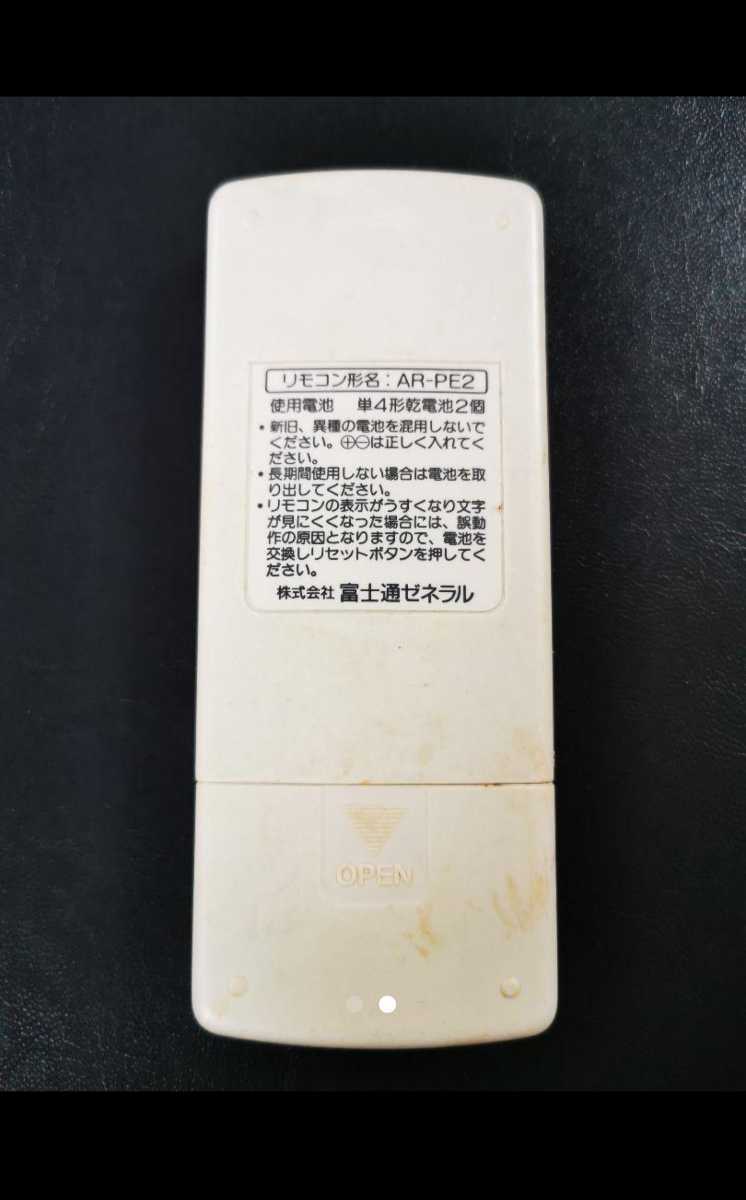 リモコン形名：AR-PE2
使用電池 単4形乾電池2個
・新旧、異種の電池を混用しないで
ください。⊕⊖は正しく入れてく
ださい。
・長期間使用しない場合は電池を取
り出してください。
・リモコンの表示がうすくなり文字
が見にくくなった場合には、誤動
作の原因となりますので、電池を
交換しリセットボタンを押してく
ださい。
株式会社 富士通ゼネラル
OPEN